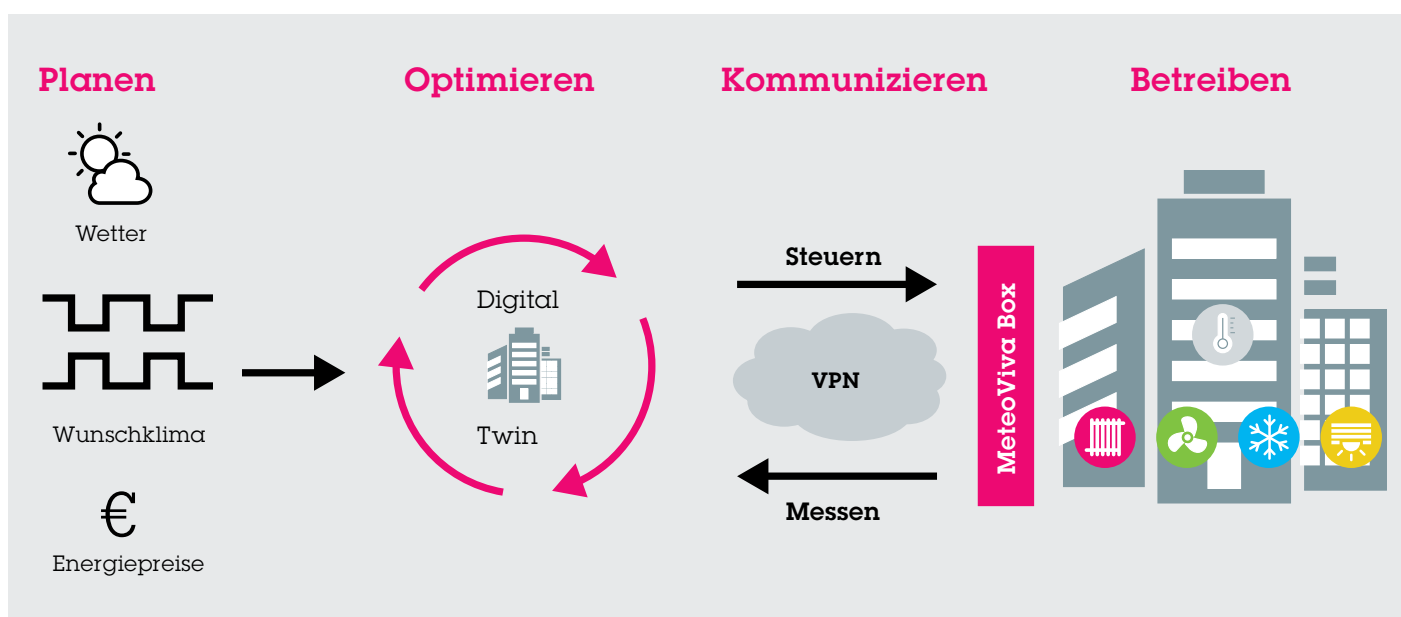 Planen
Optimieren
Kommunizieren
Betreiben
Wetter
Wunschklima
€
Energiepreise
Digital
Twin
Steuern
VPN
Messen
MeteoViva Box